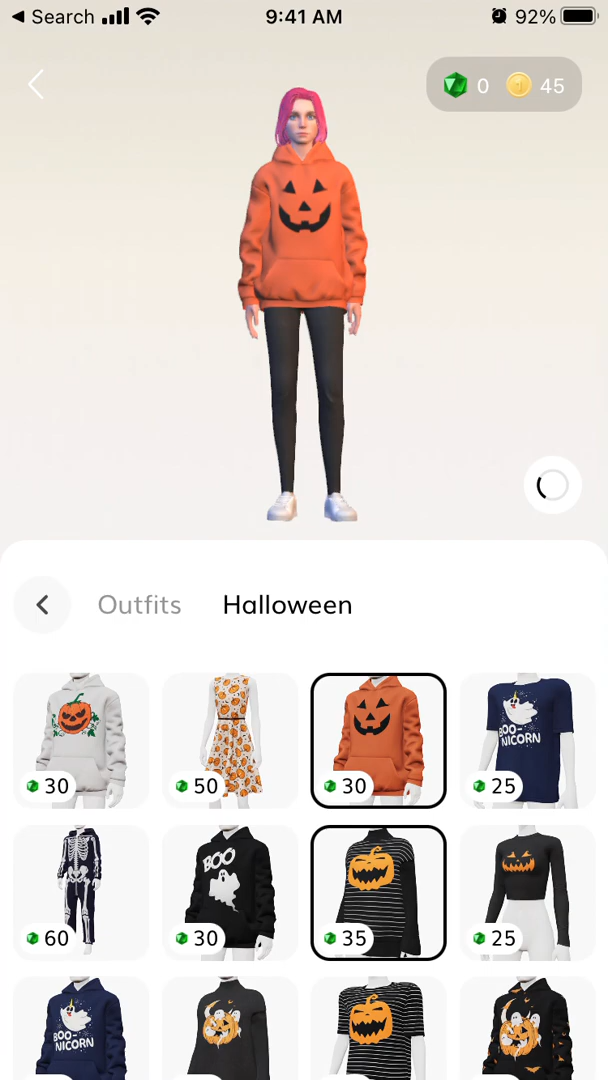 Search 9:41 AM 92%
0 45
Outfits Halloween
30 50 30 25
BOO-
NICORN
BOO
60 30 35 25
BOO-
NICORN